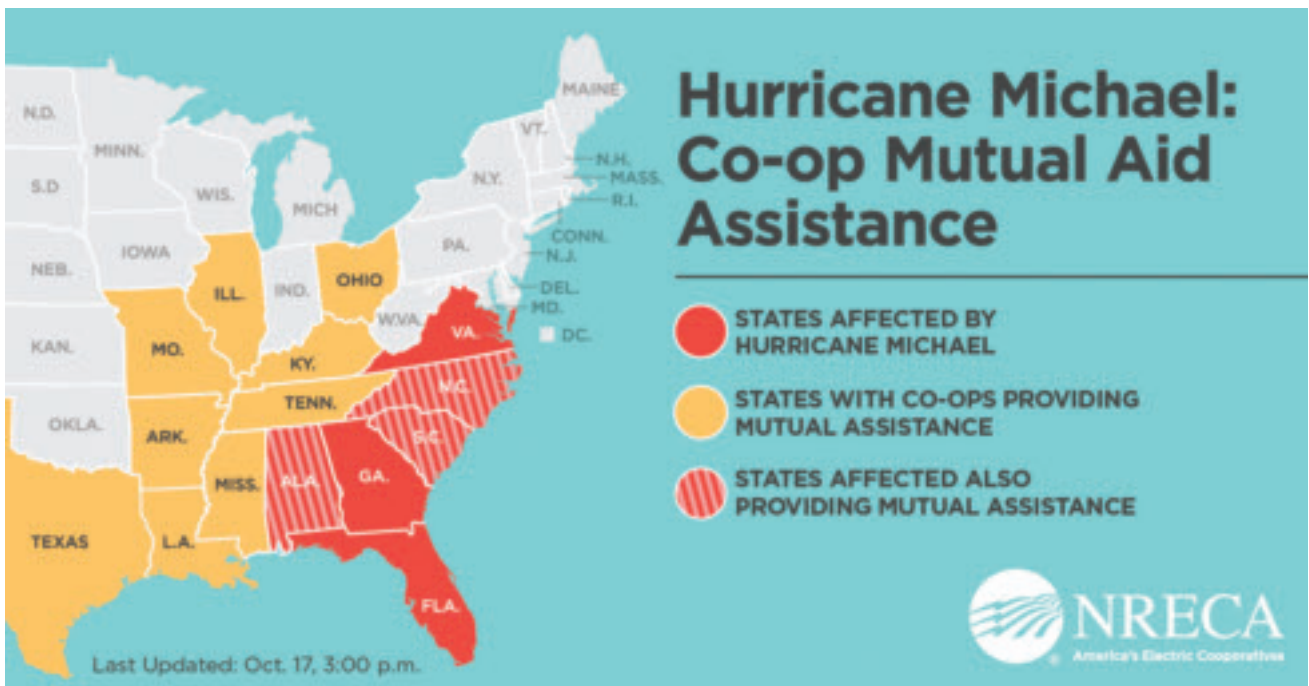 Hurricane Michael:
Co-op Mutual Aid
Assistance
STATES AFFECTED BY
HURRICANE MICHAEL
STATES WITH CO-OPS PROVIDING
MUTUAL ASSISTANCE
STATES AFFECTED ALSO
PROVIDING MUTUAL ASSISTANCE
N.D.
MINN.
S.D
WIS.
MICH
IOWA
NEB.
ILL.
IND.
OHIO
PA.
N.Y.
VT.
MAINE
N.H.
MASS.
R.I.
CONN.
N.J.
DEL.
MD.
DC.
W.VA.
VA.
KAN.
MO.
KY.
TENN.
N.C.
S.C.
OKLA.
ARK.
MISS.
ALA.
GA.
TEXAS
L.A.
FLA.
Last Updated: Oct. 17, 3:00 p.m.
NRECA
America's Electric Cooperatives